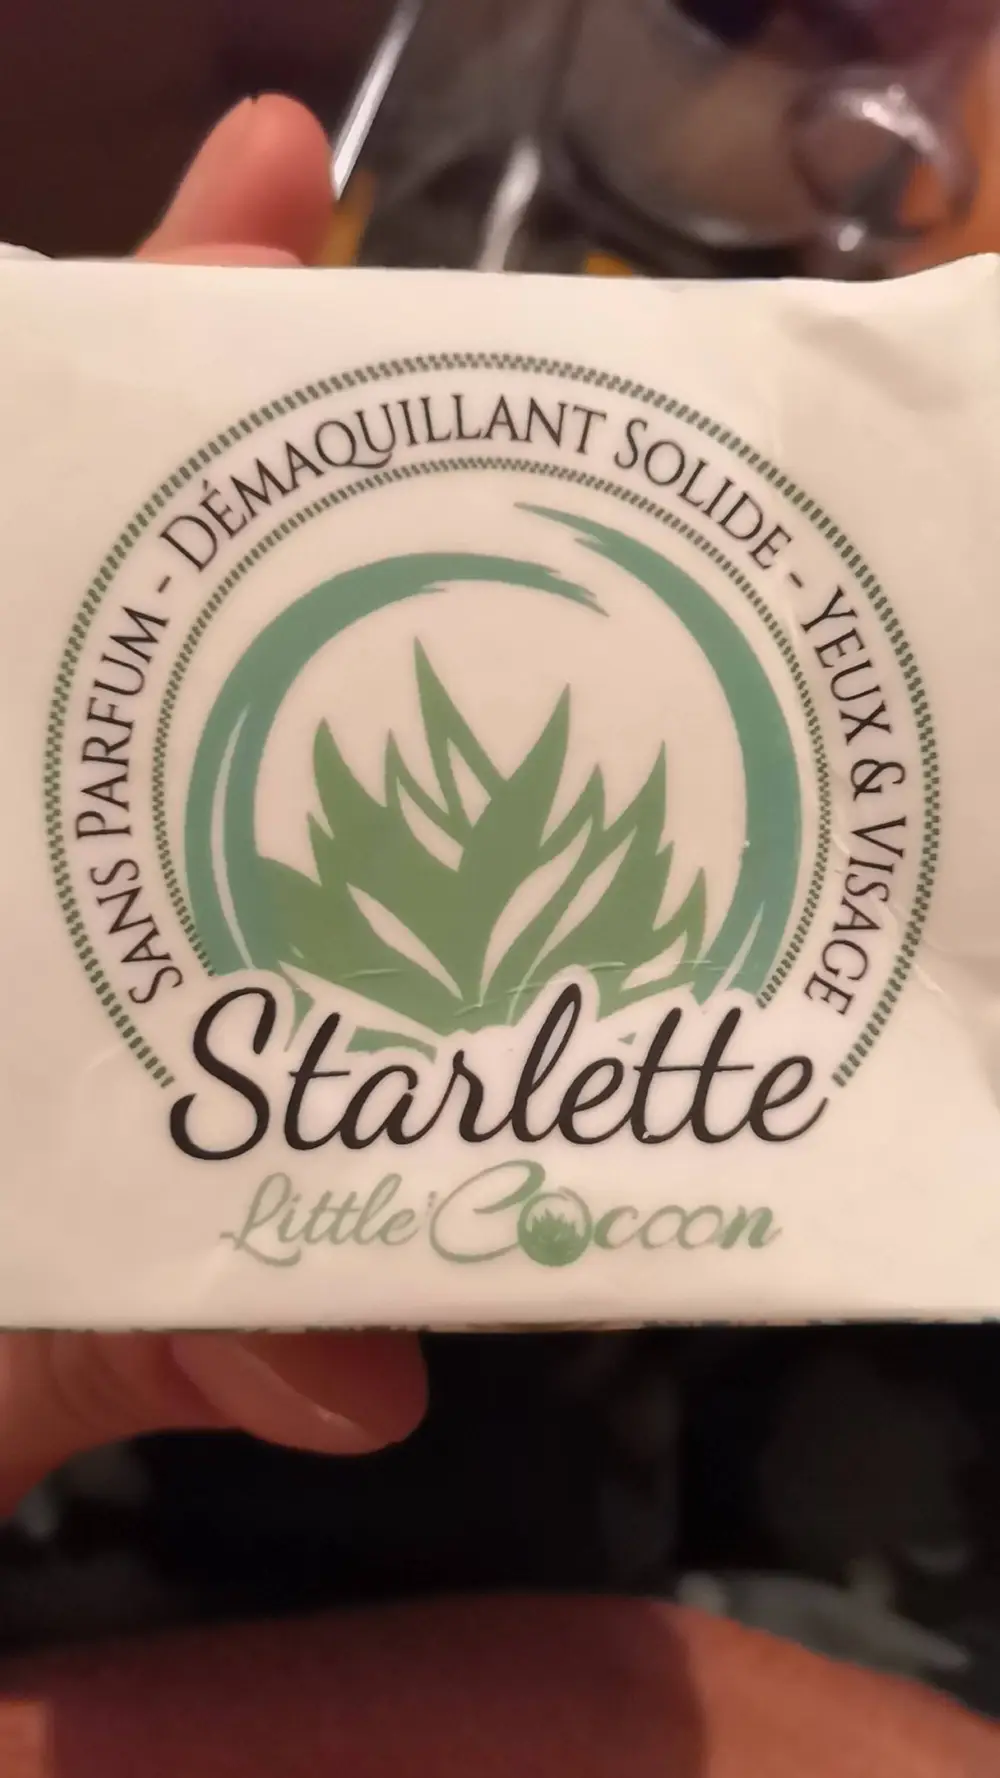 SANS PARFUM - DÉMAQUILLANT SOLIDE - YEUX & VISAGE
Starlette
Little Cocoon